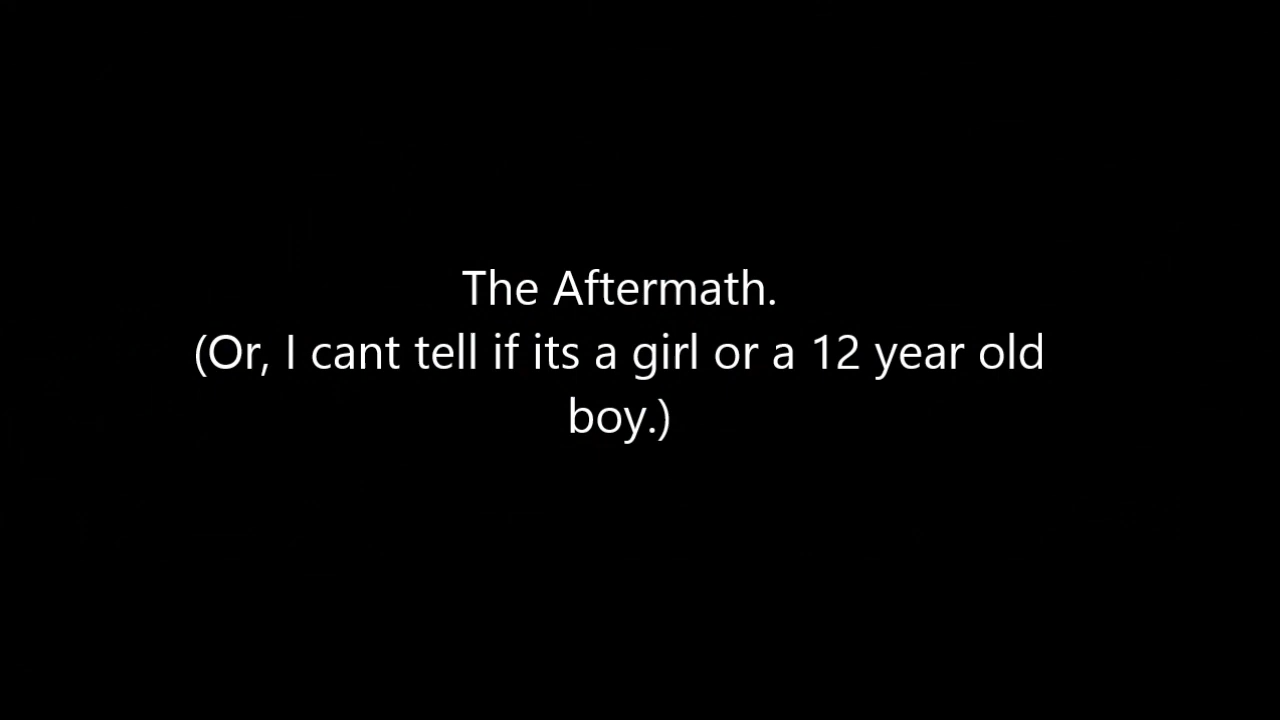 The Aftermath.
(Or, I cant tell if its a girl or a 12 year old
boy.)